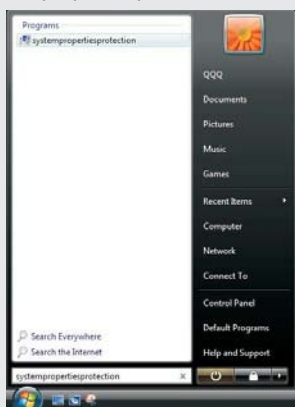 Programs
systempropertiesprotection
QQQ
Documents
Pictures
Music
Games
Recent Items
Computer
Network
Connect To
Control Panel
Default Programs
Help and Support
Search Everywhere
Search the Internet
systempropertiesprotection